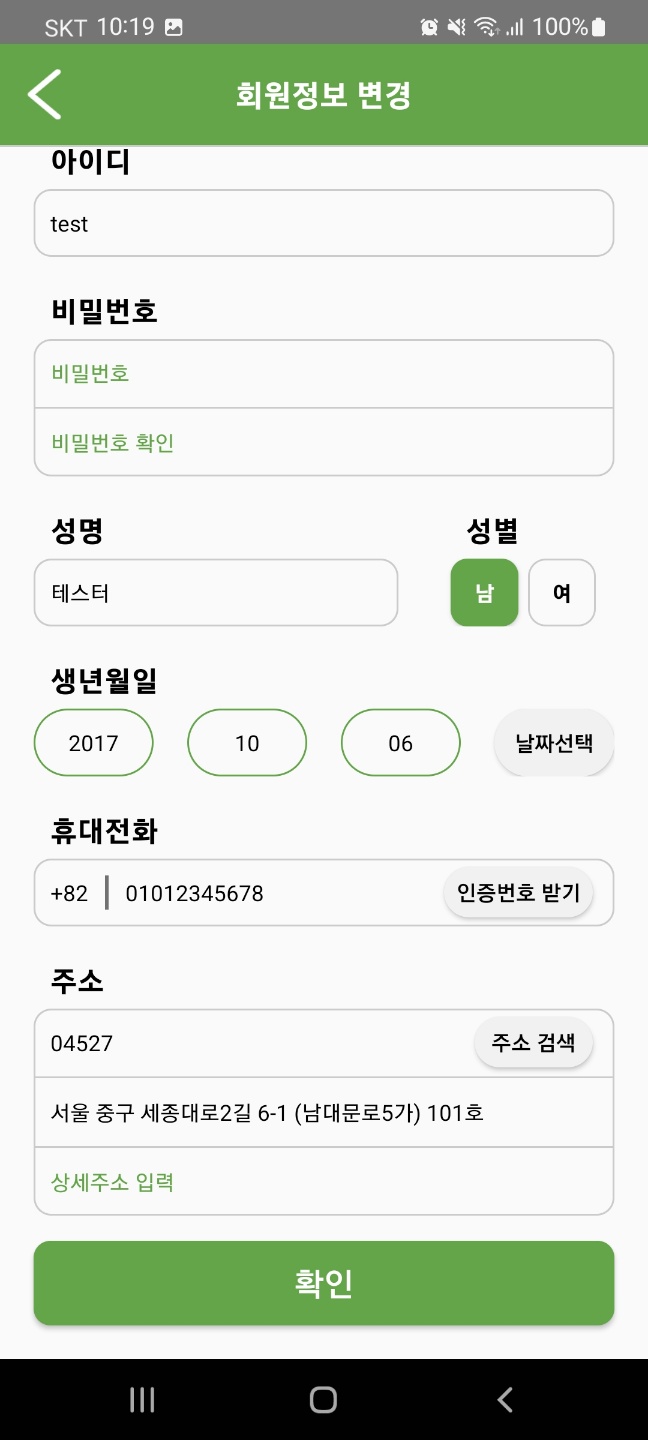 SKT 10:19 100%
회원정보 변경
아이디
test
비밀번호
비밀번호
비밀번호 확인
성명 성별
테스터 남 여
생년월일
2017 10 06 날짜선택
휴대전화
+82 01012345678 인증번호 받기
주소
04527 주소 검색
서울 중구 세종대로2길 6-1 (남대문로5가) 101호
상세주소 입력
확인